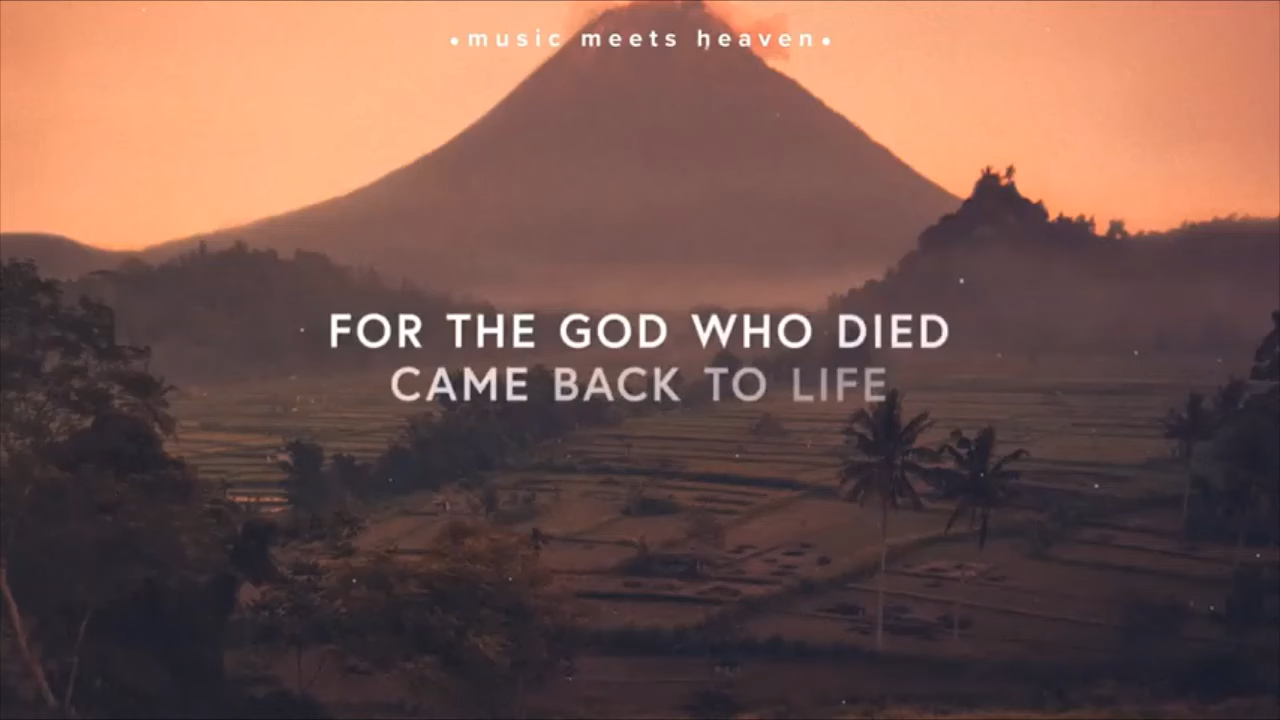 •music meets heaven•
FOR THE GOD WHO DIED
CAME BACK TO LIFE